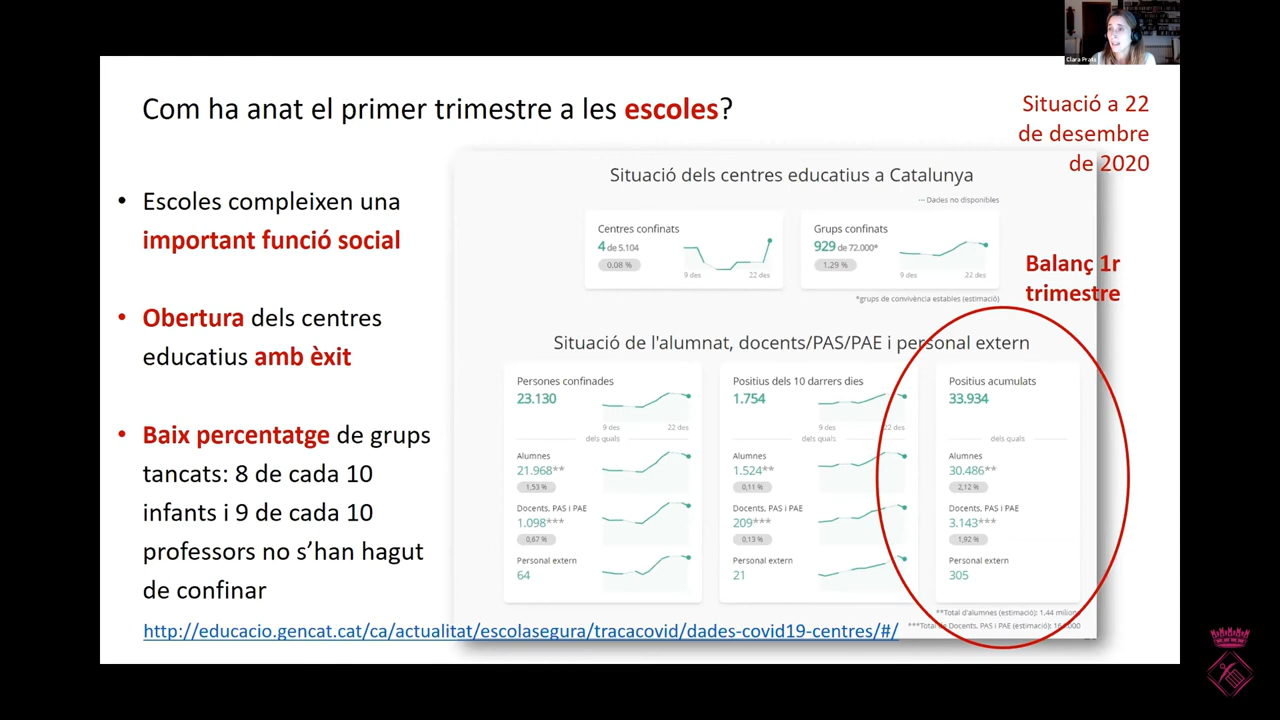 Clara Prats
Com ha anat el primer trimestre a les escoles?
Situació a 22
de desembre
de 2020
• Escoles compleixen una
important funció social
• Obertura dels centres
educatius amb èxit
• Baix percentatge de grups
tancats: 8 de cada 10
infants i 9 de cada 10
professors no s'han hagut
de confinar
http://educacio.gencat.cat/ca/actualitat/escolasegura/tracacovid/dades-covid19-centres/#/
Situació dels centres educatius a Catalunya
--- Dades no disponibles
Centres confinats
4 de 5.104
0,08 %
9 des 22 des
Grups confinats
929 de 72.000*
1.29 %
9 des 22 des
*grups de convivència estables (estimació)
Balanç 1r
trimestre
Situació de l'alumnat, docents/PAS/PAE i personal extern
Persones confinades
23.130
9 des 22 des
dels quals
Alumnes
21.968**
1,53 %
Docents, PAS i PAE
1.098***
0,67 %
Personal extern
64
Positius dels 10 darrers dies
1.754
9 des 22 des
dels quals
Alumnes
1.524**
0,11 %
Docents, PAS i PAE
209***
0,13 %
Personal extern
21
Positius acumulats
33.934
dels quals
Alumnes
30.486**
2,12 %
Docents, PAS i PAE
3.143***
1,92 %
Personal extern
305
**Total d'alumnes (estimació): 1,44 milions
***Total de Docents, PAS i PAE (estimació):